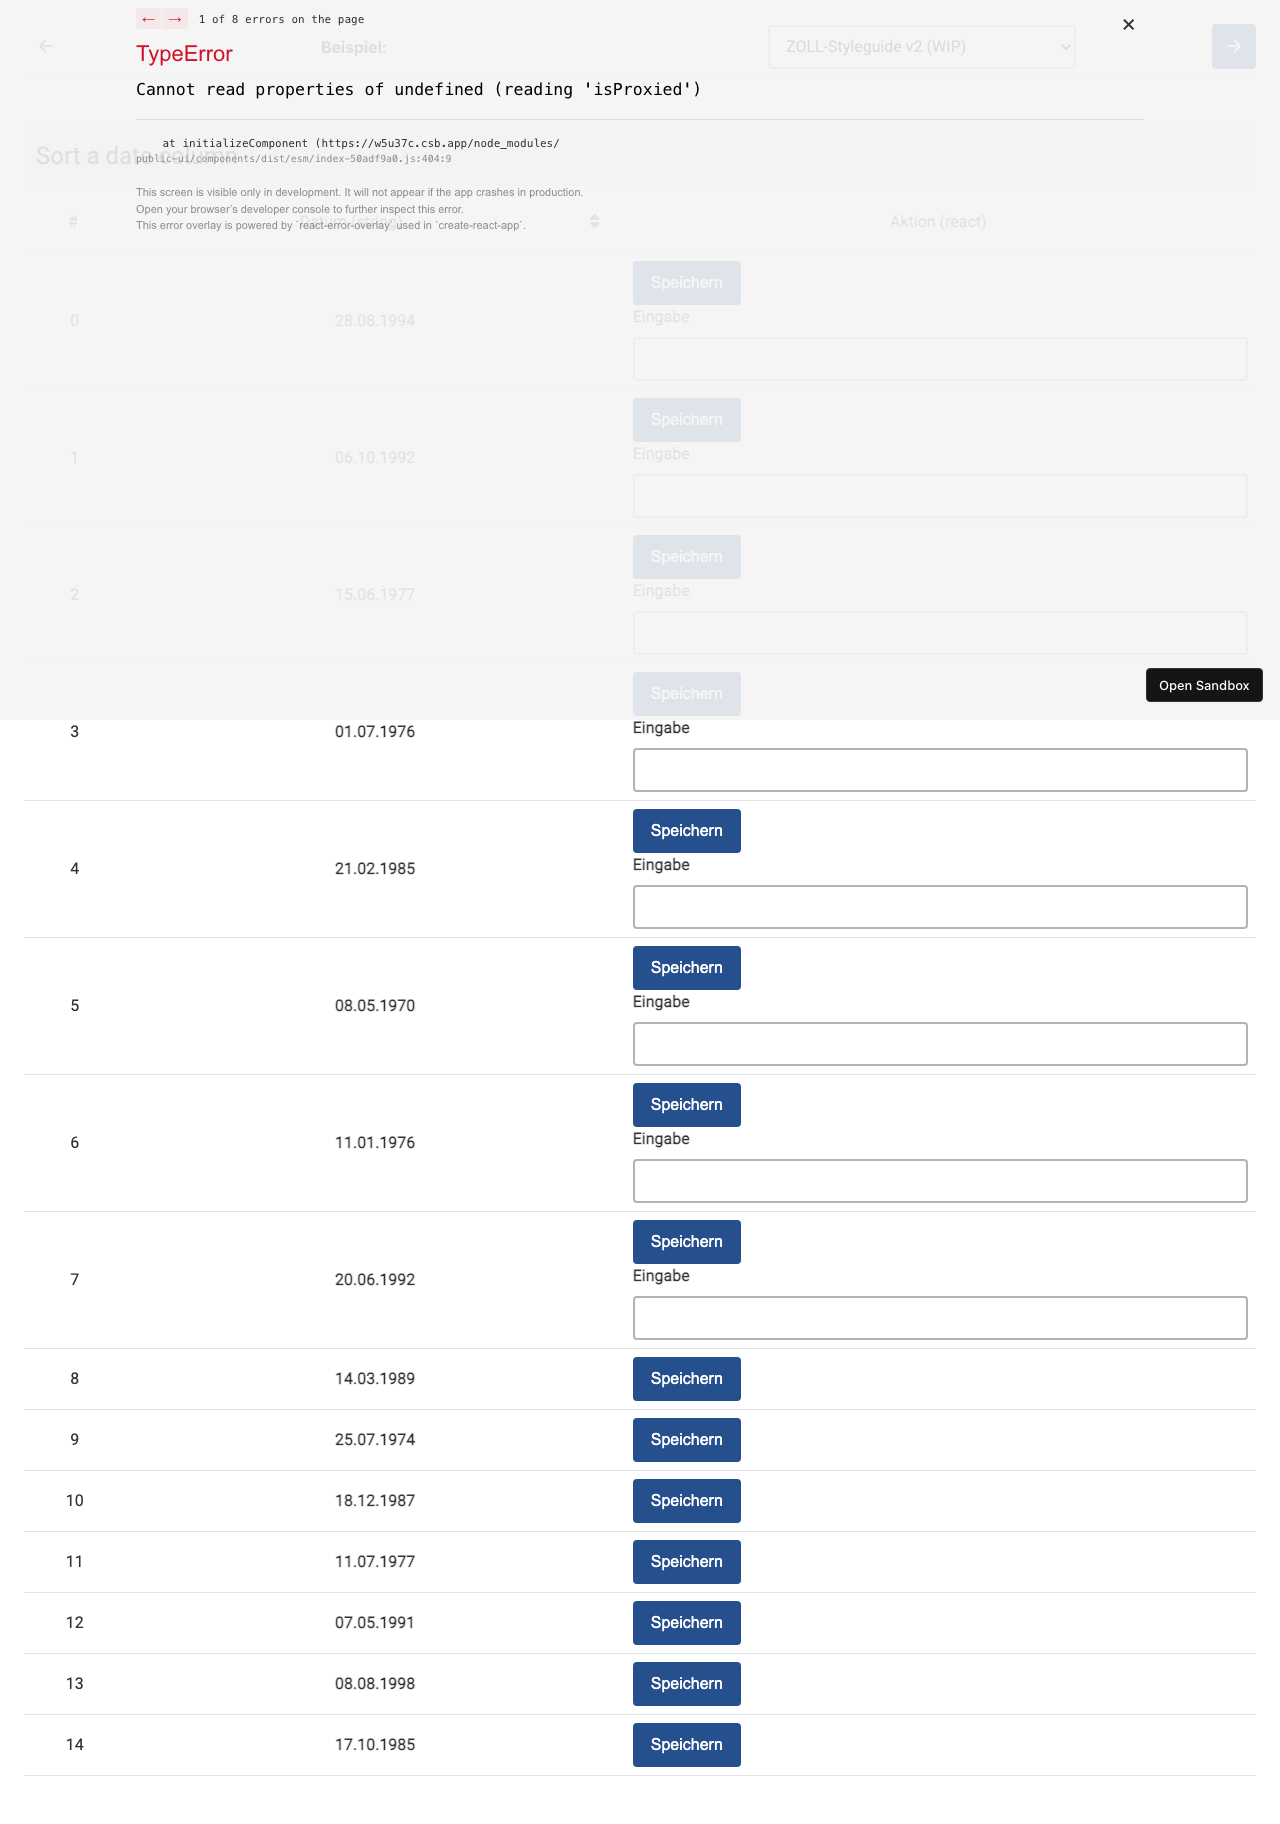 ← → 1 of 8 errors on the page
✕
← Beispiel: ZOLL-Styleguide v2 (WIP) →
TypeError
Cannot read properties of undefined (reading 'isProxied')
at initializeComponent (https://w5u37c.csb.app/node_modules/
Sort a date column
public-ui/components/dist/esm/index-50adf9a0.js:404:9
This screen is visible only in development. It will not appear if the app crashes in production.
Open your browser’s developer console to further inspect this error.
# Datum (string) Aktion (react)
This error overlay is powered by `react-error-overlay` used in `create-react-app`.
Speichern
Eingabe
0 28.08.1994
Speichern
Eingabe
1 06.10.1992
Speichern
Eingabe
2 15.06.1977
Open Sandbox
Speichern
Eingabe
3 01.07.1976
Speichern
Eingabe
4 21.02.1985
Speichern
Eingabe
5 08.05.1970
Speichern
Eingabe
6 11.01.1976
Speichern
Eingabe
7 20.06.1992
8 14.03.1989 Speichern
9 25.07.1974 Speichern
10 18.12.1987 Speichern
11 11.07.1977 Speichern
12 07.05.1991 Speichern
13 08.08.1998 Speichern
14 17.10.1985 Speichern